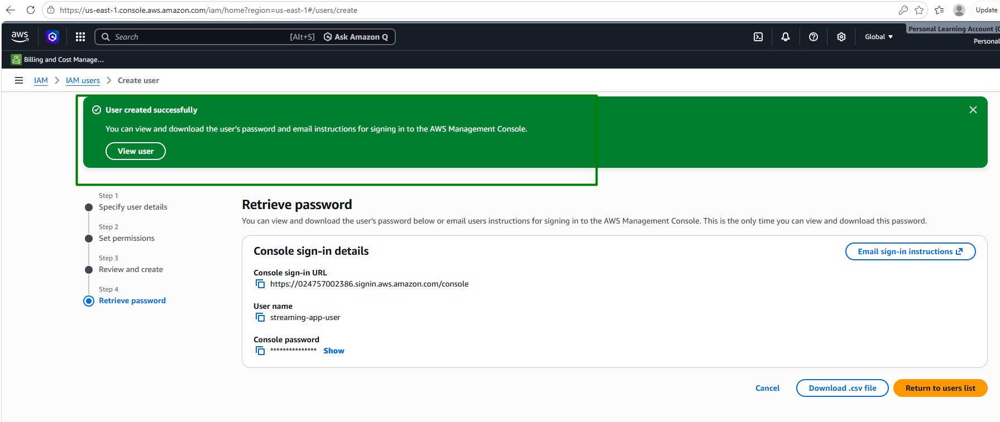 https://us-east-1.console.aws.amazon.com/iam/home?region=us-east-1#/users/create
Update
aws
Search
[Alt+S]
Ask Amazon Q
Global
Personal Learning Account (0
Personal
Billing and Cost Manage...
IAM
IAM users
Create user
User created successfully
You can view and download the user's password and email instructions for signing in to the AWS Management Console.
View user
Step 1
Specify user details
Step 2
Set permissions
Step 3
Review and create
Step 4
Retrieve password
Retrieve password
You can view and download the user's password below or email users instructions for signing in to the AWS Management Console. This is the only time you can view and download this password.
Console sign-in details
Email sign-in instructions
Console sign-in URL
https://024757002386.signin.aws.amazon.com/console
User name
streaming-app-user
Console password
*************** Show
Cancel
Download .csv file
Return to users list